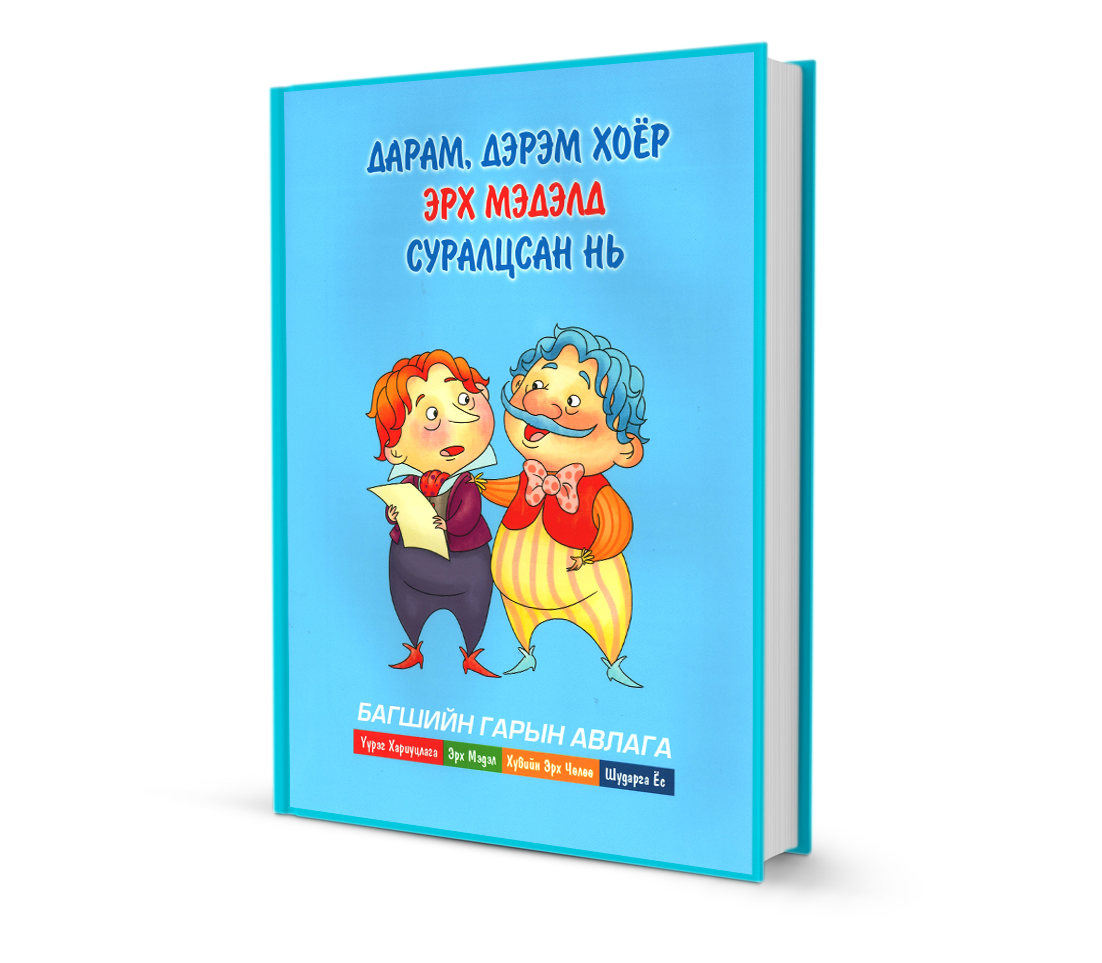 ДАРАМ, ДЭРЭМ ХОЁР
ЭРХ МЭДЭЛД
СУРАЛЦСАН НЬ
БАГШИЙН ГАРЫН АВЛАГА
Үүрэг Хариуцлага Эрх Мэдэл Хувийн Эрх Чөлөө Шударга Ёс